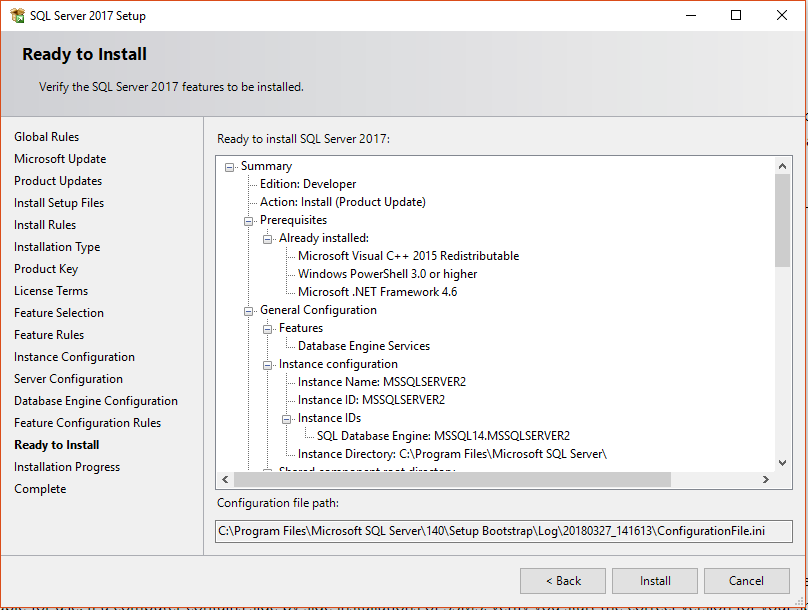 SQL Server 2017 Setup
Ready to Install
Verify the SQL Server 2017 features to be installed.
Global Rules
Microsoft Update
Product Updates
Install Setup Files
Install Rules
Installation Type
Product Key
License Terms
Feature Selection
Feature Rules
Instance Configuration
Server Configuration
Database Engine Configuration
Feature Configuration Rules
Ready to Install
Installation Progress
Complete
Ready to install SQL Server 2017:
Summary
Edition: Developer
Action: Install (Product Update)
Prerequisites
Already installed:
Microsoft Visual C++ 2015 Redistributable
Windows PowerShell 3.0 or higher
Microsoft .NET Framework 4.6
General Configuration
Features
Database Engine Services
Instance configuration
Instance Name: MSSQLSERVER2
Instance ID: MSSQLSERVER2
Instance IDs
SQL Database Engine: MSSQL14.MSSQLSERVER2
Instance Directory: C:\Program Files\Microsoft SQL Server\
Shared component root directory
Configuration file path:
C:\Program Files\Microsoft SQL Server\140\Setup Bootstrap\Log\20180327_141613\ConfigurationFile.ini
< Back
Install
Cancel